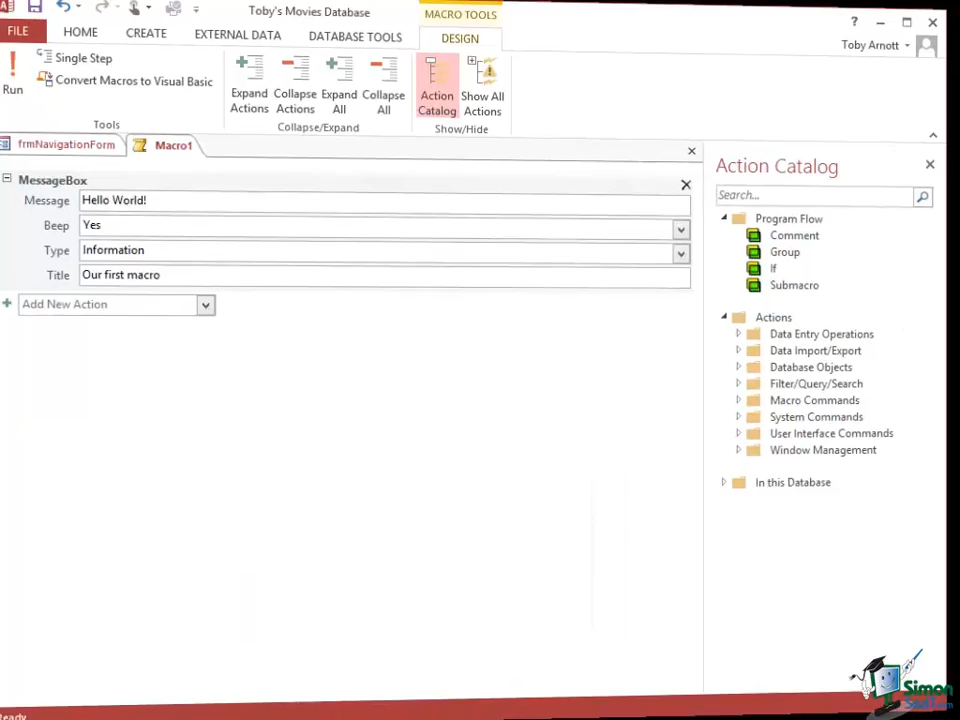 Toby's Movies Database
MACRO TOOLS
?
FILE
HOME
CREATE
EXTERNAL DATA
DATABASE TOOLS
DESIGN
Toby Arnott
Run
Single Step
Convert Macros to Visual Basic
Tools
Expand Actions
Collapse Actions
Expand All
Collapse All
Collapse/Expand
Action Catalog
Show All Actions
Show/Hide
frmNavigationForm
Macro1
MessageBox
Message
Hello World!
Beep
Yes
Type
Information
Title
Our first macro
Add New Action
Action Catalog
Search...
Program Flow
Comment
Group
If
Submacro
Actions
Data Entry Operations
Data Import/Export
Database Objects
Filter/Query/Search
Macro Commands
System Commands
User Interface Commands
Window Management
In this Database
Simon